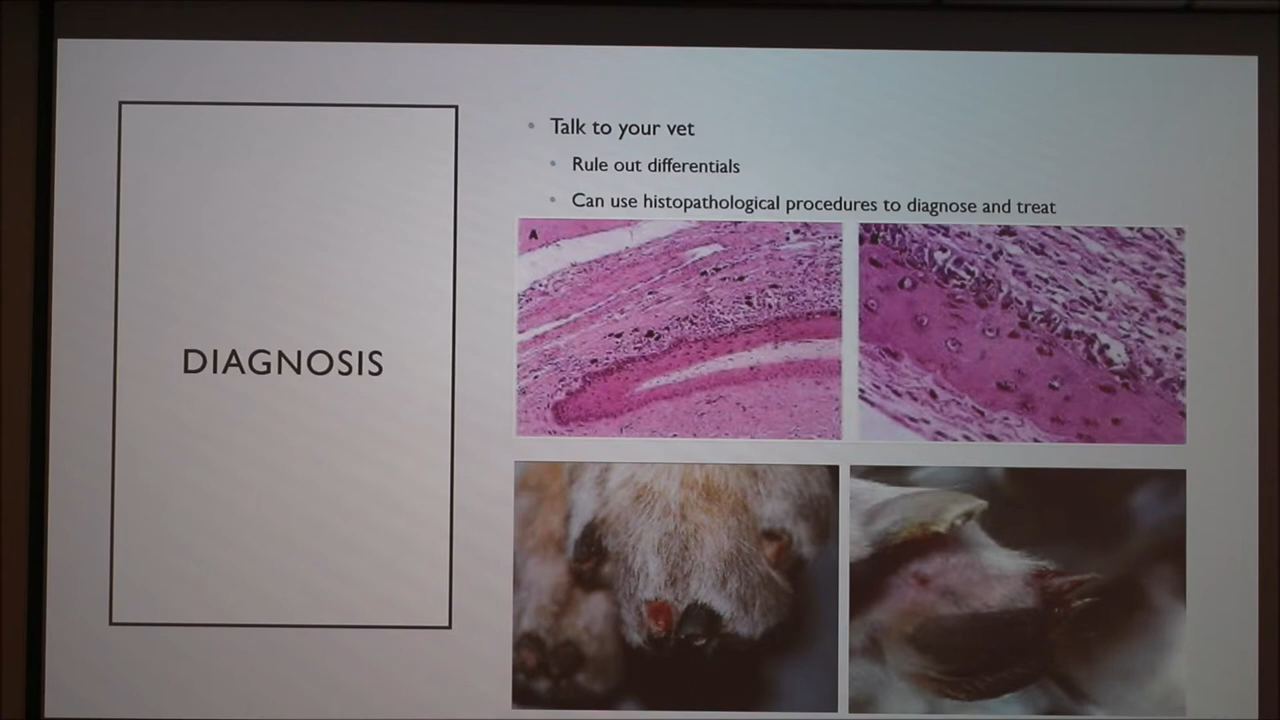 DIAGNOSIS
Talk to your vet
Rule out differentials
Can use histopathological procedures to diagnose and treat
A